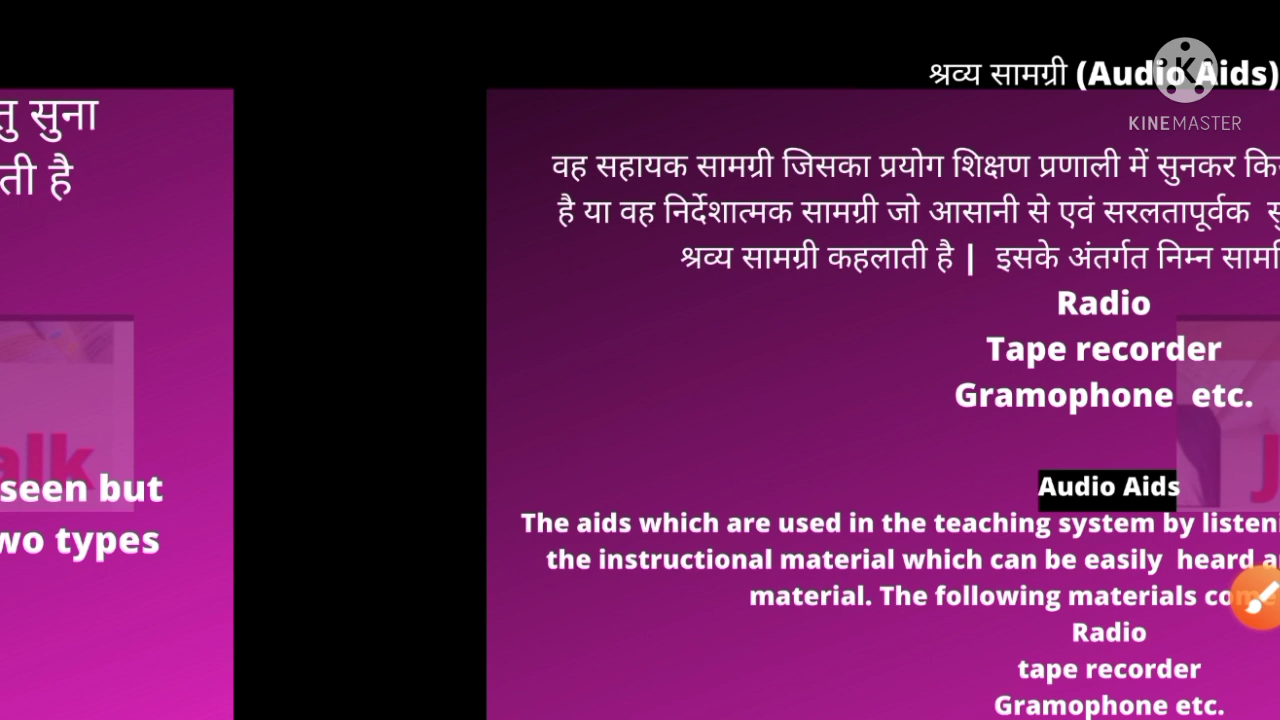 सुना
है
alk
seen but
types
श्रव्य सामग्री (Audio Aids)
KINEMASTER
वह सहायक सामग्री जिसका प्रयोग शिक्षण प्रणाली में सुनकर
है या वह निर्देशात्मक सामग्री जो आसानी से एवं सरलतापूर्वक
श्रव्य सामग्री कहलाती है | इसके अंतर्गत निम्न
Radio
Tape recorder
Gramophone etc.
Audio Aids
The aids which are used in the teaching system by listen
the instructional material which can be easily heard
material. The following materials
Radio
tape recorder
Gramophone etc.